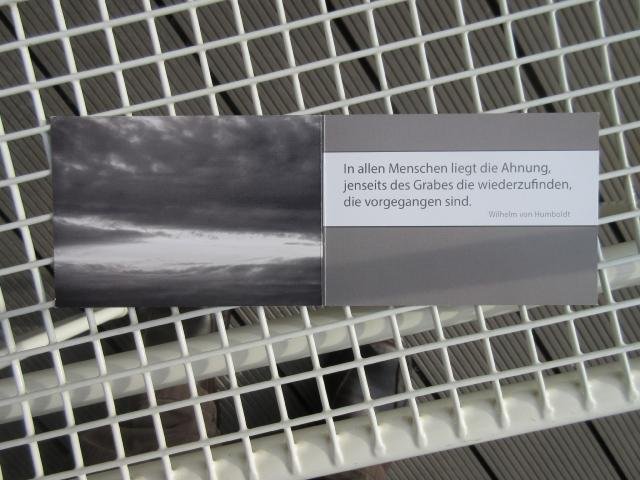 In allen Menschen liegt die Ahnung,
jenseits des Grabes die wiederzufinden,
die vorgegangen sind.
Wilhelm von Humboldt